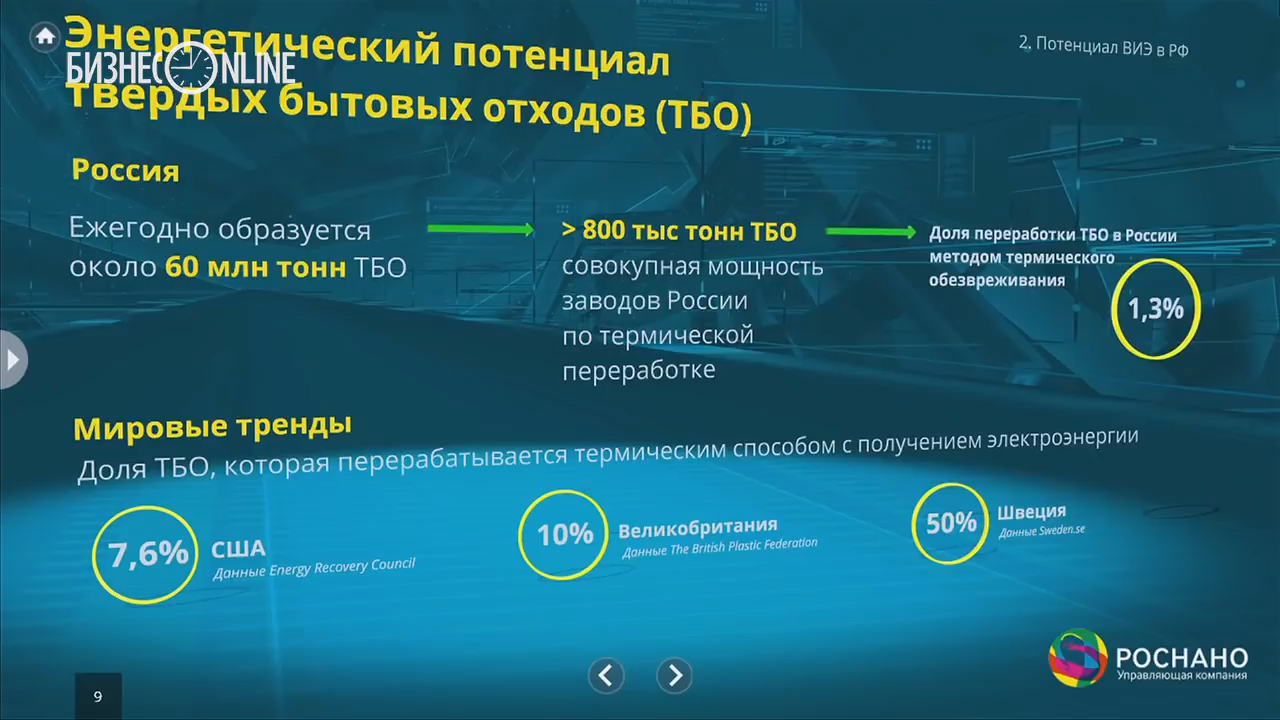 Энергетический потенциал
БИЗНЕС ONLINE
твердых бытовых отходов (ТБО)
2. Потенциал ВИЭ в РФ
Россия
Ежегодно образуется
около 60 млн тонн ТБО
> 800 тыс тонн ТБО
совокупная мощность
заводов России
по термической
переработке
Доля переработки ТБО в России
методом термического
обезвреживания
1,3%
Мировые тренды
Доля ТБО, которая перерабатывается термическим способом с получением электроэнергии
7,6%
США
Данные Energy Recovery Council
10%
Великобритания
Данные The British Plastic Federation
50%
Швеция
Данные Sweden.se
РОСНАНО
Управляющая компания
9